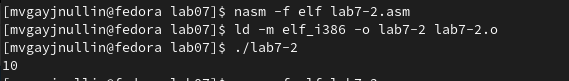 [mvgayjnullin@fedora lab07]$ nasm -f elf lab7-2.asm
[mvgayjnullin@fedora lab07]$ ld -m elf_i386 -o lab7-2 lab7-2.o
[mvgayjnullin@fedora lab07]$ ./lab7-2
10